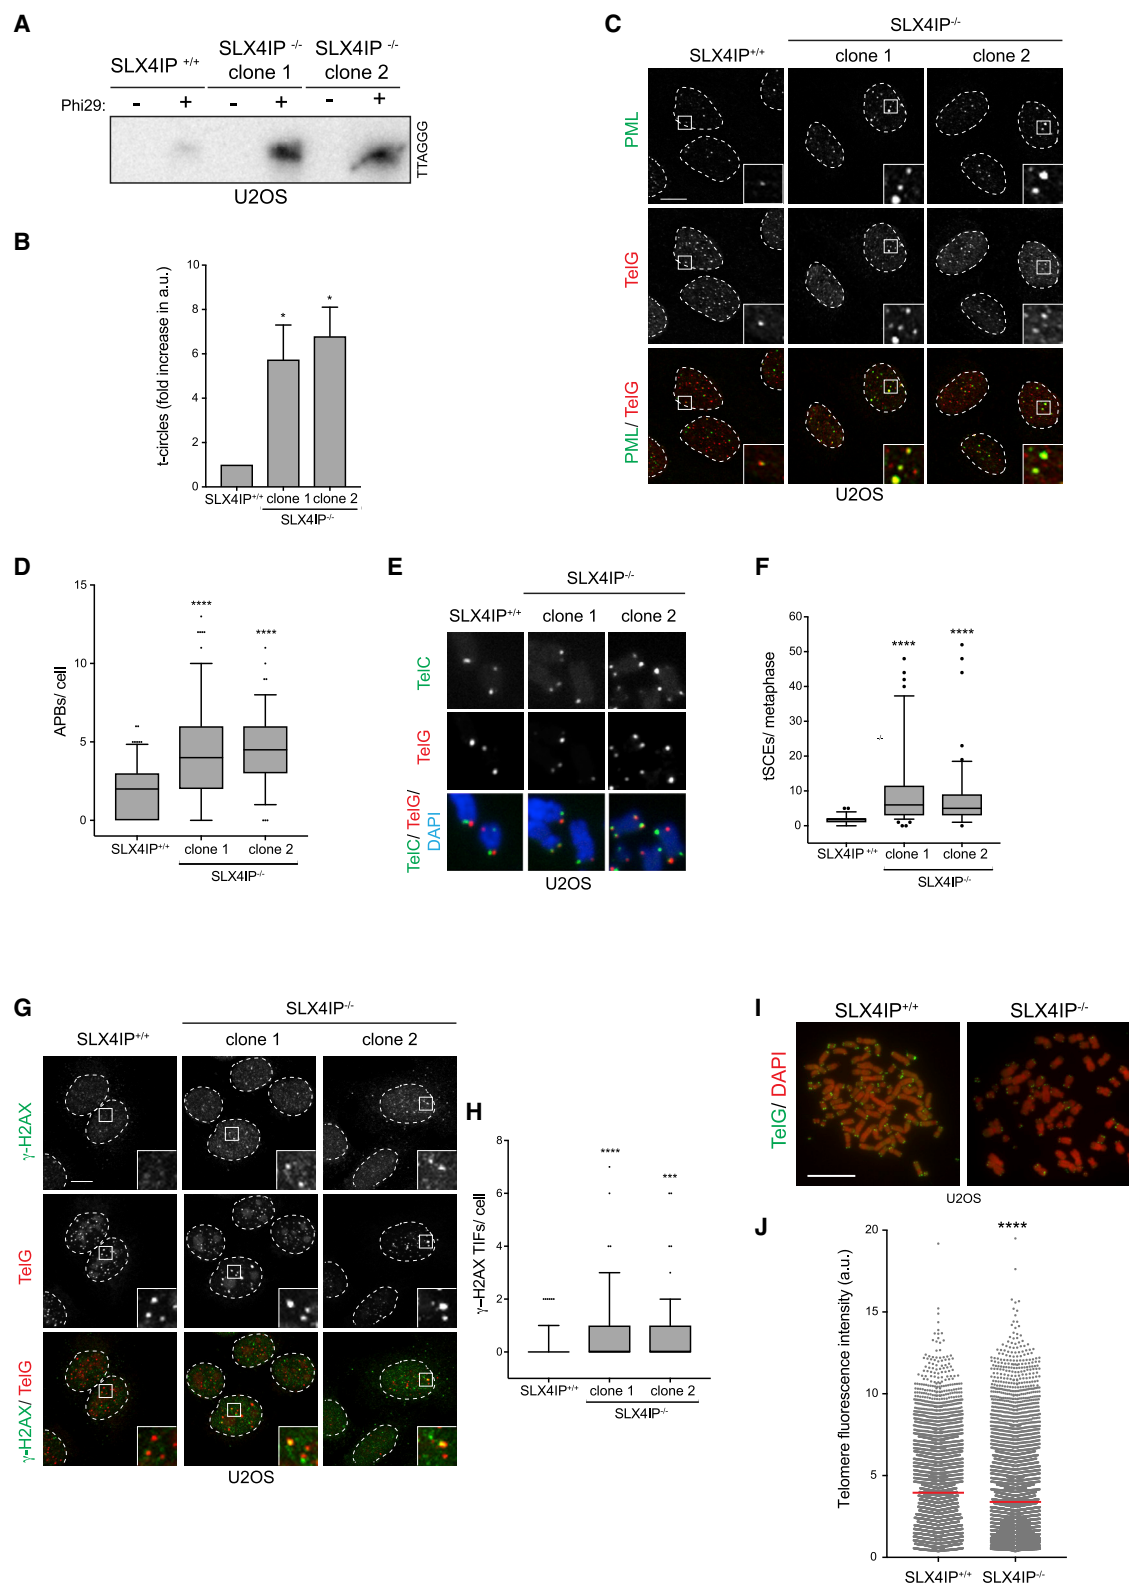 A
SLX4IP +/+
SLX4IP -/- clone 1
SLX4IP -/- clone 2
Phi29: - + - + - +
TTAGGG
U2OS
B
t-circles (fold increase in a.u.)
10
8
6
4
2
0
*
*
SLX4IP+/+ clone 1 clone 2
SLX4IP-/-
C
SLX4IP-/-
SLX4IP+/+ clone 1 clone 2
PML
TelG
PML/ TelG
U2OS
D
APBs/ cell
15
10
5
0
****
****
SLX4IP+/+ clone 1 clone 2
SLX4IP-/-
E
SLX4IP-/-
SLX4IP+/+ clone 1 clone 2
TelC
TelG
TelC/ TelG/ DAPI
U2OS
F
tSCEs/ metaphase
60
50
40
30
20
10
0
****
****
-/-
SLX4IP+/+ clone 1 clone 2
SLX4IP-/-
G
SLX4IP-/-
SLX4IP+/+ clone 1 clone 2
γ-H2AX
TelG
γ-H2AX/ TelG
U2OS
H
γ-H2AX TIFs/ cell
8
6
4
2
0
****
***
SLX4IP+/+ clone 1 clone 2
SLX4IP-/-
I
SLX4IP+/+ SLX4IP-/-
TelG/ DAPI
U2OS
J
Telomere fluorescence intensity (a.u.)
20
15
10
5
0
****
SLX4IP+/+ SLX4IP-/-